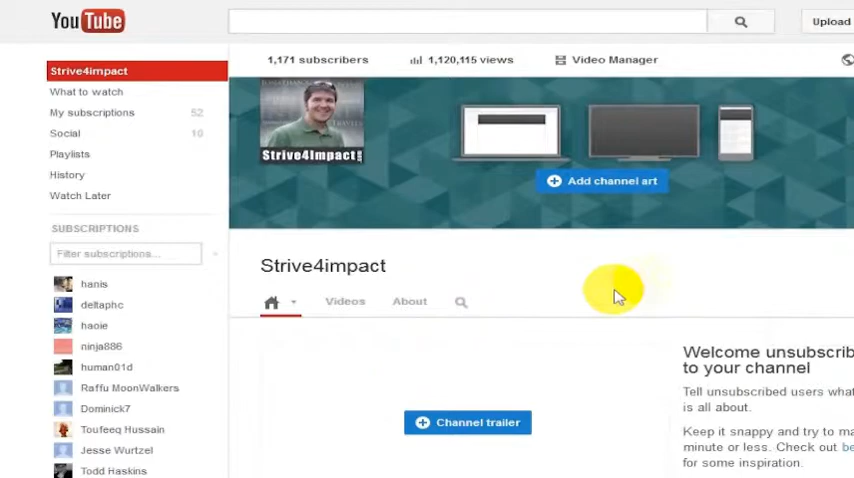 YouTube
Upload
Strive4impact
What to watch
My subscriptions 52
Social 10
Playlists
History
Watch Later
SUBSCRIPTIONS
Filter subscriptions...
hanis
deltaphc
haoie
ninja886
human01d
Raffu MoonWalkers
Dominick7
Toufeeq Hussain
Jesse Wurtzel
Todd Haskins
1,171 subscribers
1,120,115 views
Video Manager
Strive4Impact.com
Add channel art
Strive4impact
Videos
About
Channel trailer
Welcome unsubscrib
to your channel
Tell unsubscribed users what
is all about.
Keep it snappy and try to ma
minute or less. Check out be
for some inspiration.